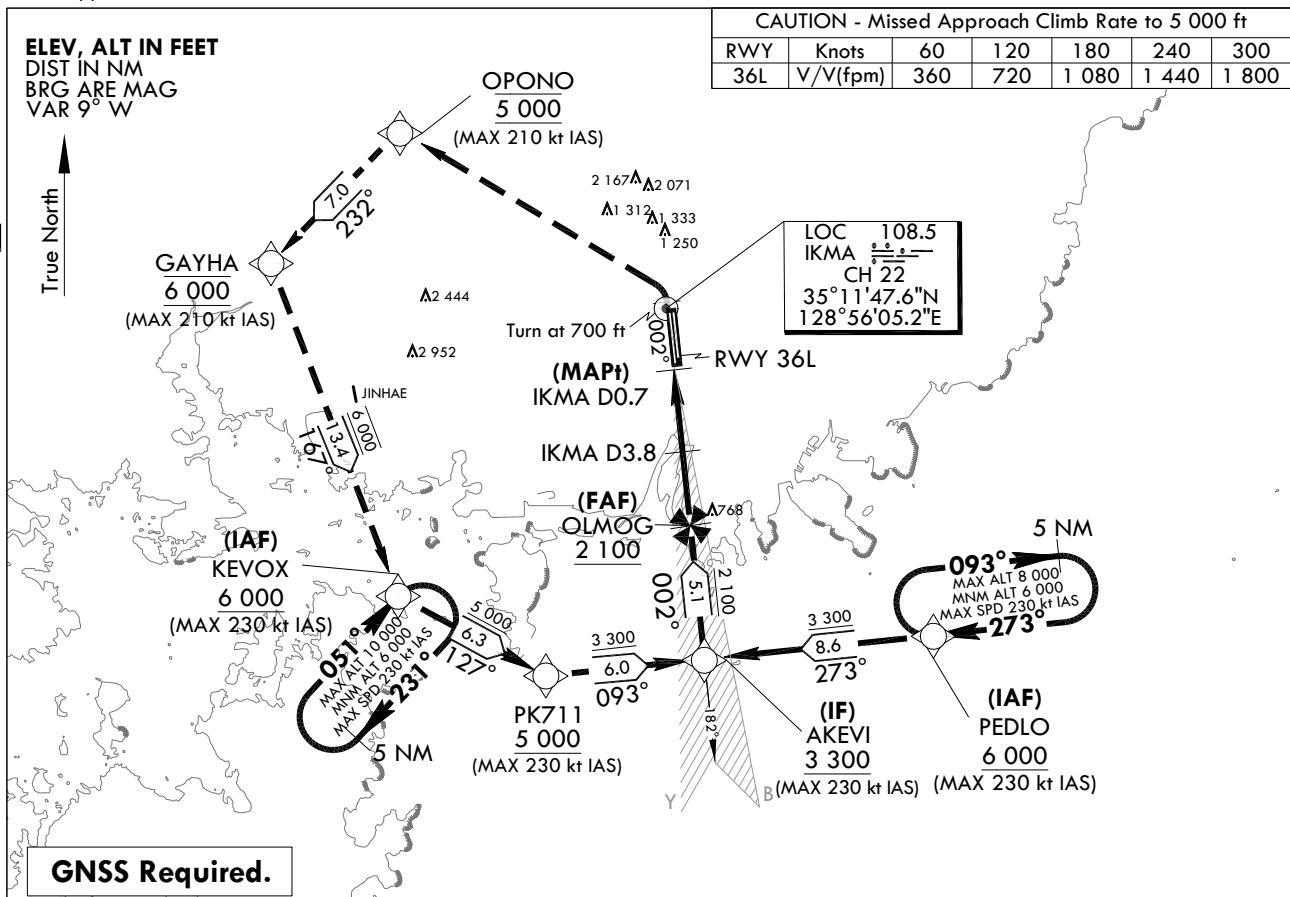 CAUTION - Missed Approach Climb Rate to 5 000 ft
RWY Knots 60 120 180 240 300
36L V/V(fpm) 360 720 1 080 1 440 1 800
ELEV, ALT IN FEET
DIST IN NM
BRG ARE MAG
VAR 9° W
True North
OPONO
5 000
(MAX 210 kt IAS)
7.0
232°
GAYHA
6 000
(MAX 210 kt IAS)
2 167
2 071
1 312
1 333
1 250
2 444
2 952
LOC 108.5
IKMA
CH 22
35°11'47.6"N
128°56'05.2"E
Turn at 700 ft
002°
RWY 36L
(MAPt)
IKMA D0.7
JINHAE
6 000
13.4
167°
IKMA D3.8
(FAF)
OLMOG
2 100
768
(IAF)
KEVOX
6 000
(MAX 230 kt IAS)
051°
MAX ALT 10 000
MNM ALT 6 000
MAX SPD 230 kt IAS
231°
5 NM
5 000
6.3
127°
PK711
5 000
(MAX 230 kt IAS)
3 300
6.0
093°
002°
5.1
2 100
182°
Y
B
(IF)
AKEVI
3 300
(MAX 230 kt IAS)
3 300
8.6
273°
5 NM
093°
MAX ALT 8 000
MNM ALT 6 000
MAX SPD 230 kt IAS
273°
(IAF)
PEDLO
6 000
(MAX 230 kt IAS)
GNSS Required.